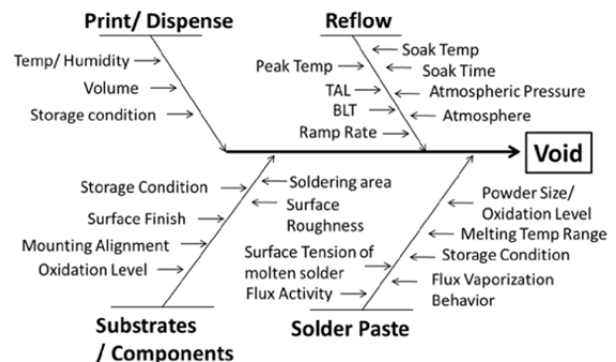 Print/ Dispense
Temp/ Humidity
Volume
Storage condition
Reflow
Soak Temp
Peak Temp
Soak Time
TAL
Atmospheric Pressure
BLT
Atmosphere
Ramp Rate
Void
Storage Condition
Soldering area
Surface
Roughness
Surface Finish
Mounting Alignment
Oxidation Level
Substrates
/ Components
Powder Size/
Oxidation Level
Melting Temp Range
Storage Condition
Surface Tension of
molten solder
Flux Vaporization
Behavior
Flux Activity
Solder Paste